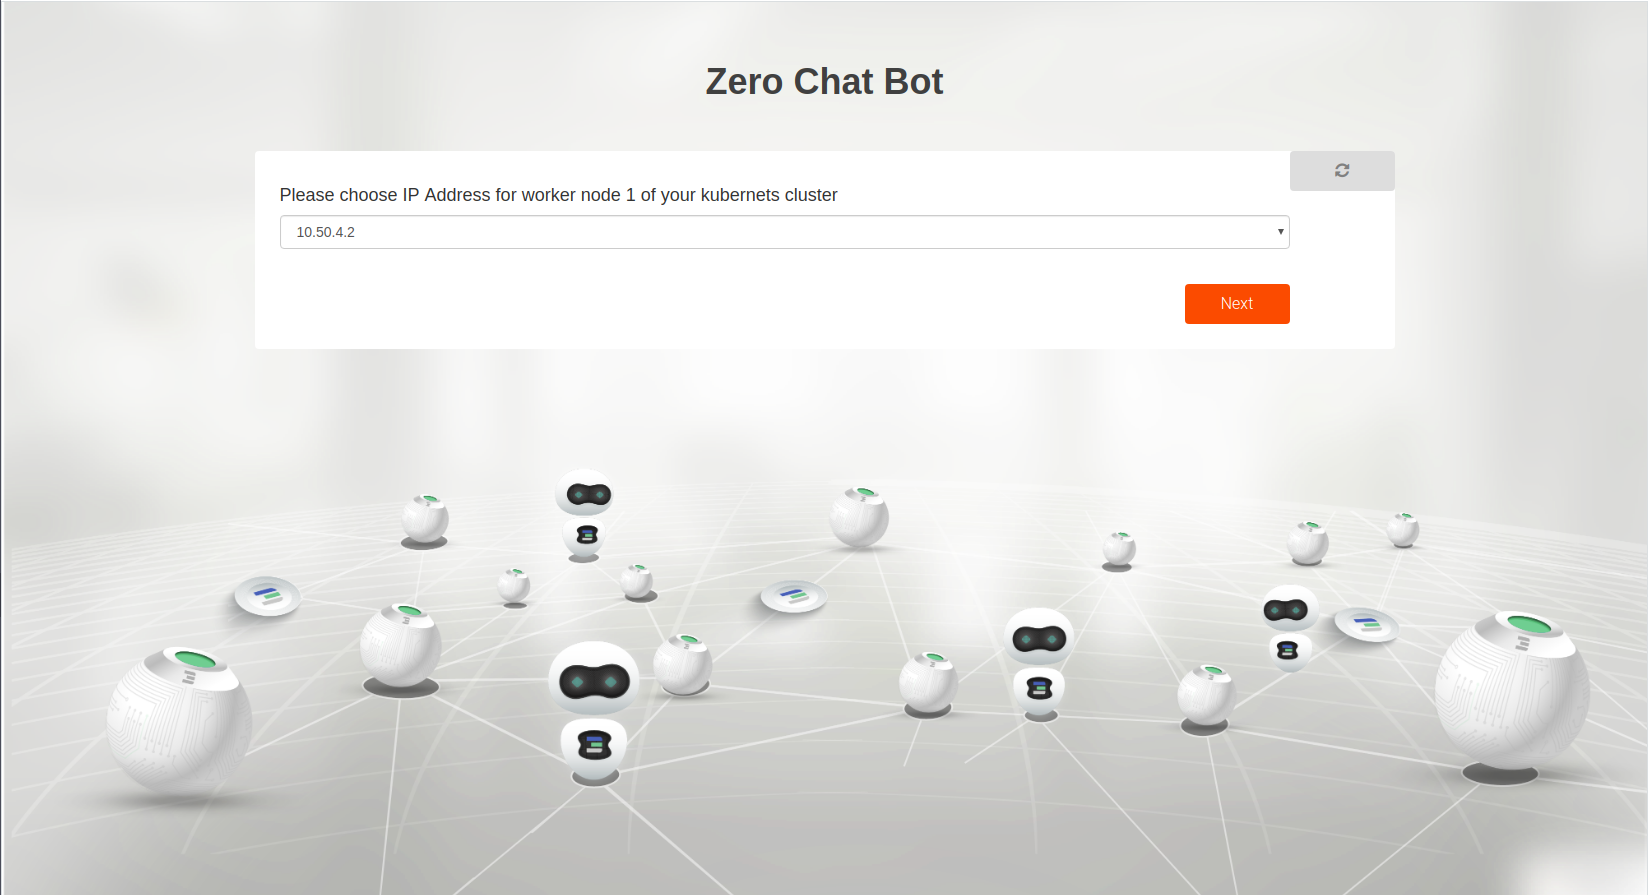 Zero Chat Bot
Please choose IP Address for worker node 1 of your kubernets cluster
10.50.4.2
Next